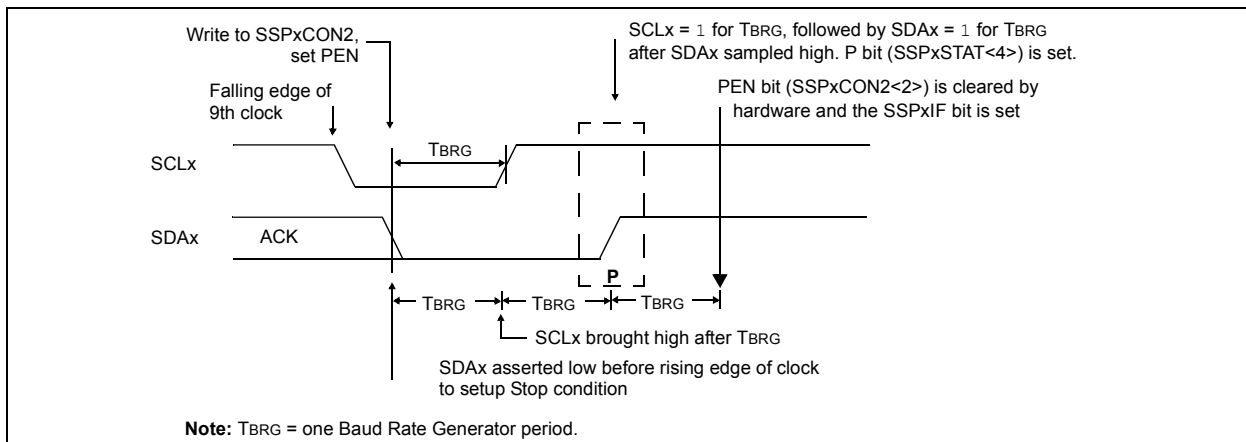 Write to SSPxCON2,
set PEN
SCLx = 1 for TBRG, followed by SDAx = 1 for TBRG
after SDAx sampled high. P bit (SSPxSTAT<4>) is set.
Falling edge of
9th clock
PEN bit (SSPxCON2<2>) is cleared by
hardware and the SSPxIF bit is set
TBRG
SCLx
SDAx
ACK
P
TBRG
TBRG
TBRG
SCLx brought high after TBRG
SDAx asserted low before rising edge of clock
to setup Stop condition
Note: TBRG = one Baud Rate Generator period.